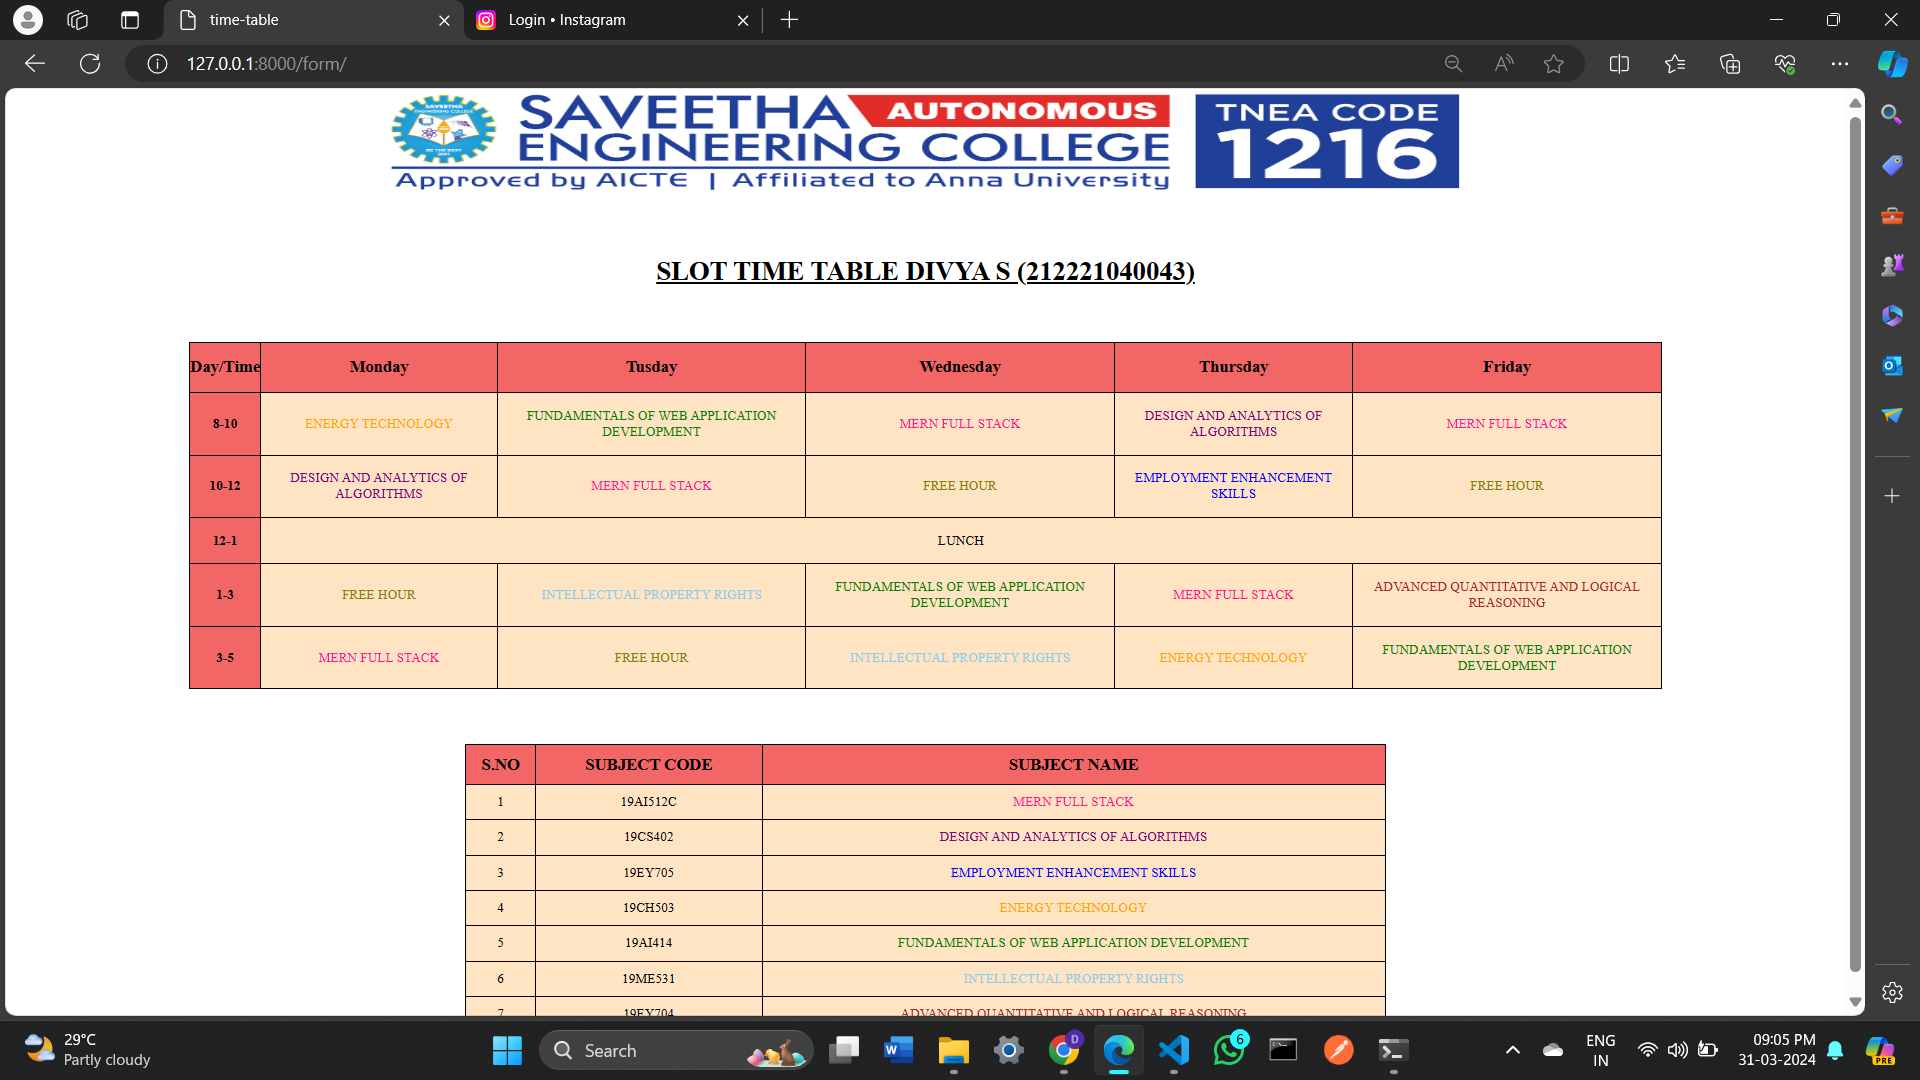 time-table
Login • Instagram
127.0.0.1:8000/form/
SAVEETHA AUTONOMOUS
ENGINEERING COLLEGE
Approved by AICTE | Affiliated to Anna University
TNEA CODE
1216
SLOT TIME TABLE DIVYA S (212221040043)
Day/Time Monday Tusday Wednesday Thursday Friday
8-10 ENERGY TECHNOLOGY FUNDAMENTALS OF WEB APPLICATION DEVELOPMENT MERN FULL STACK DESIGN AND ANALYTICS OF ALGORITHMS MERN FULL STACK
10-12 DESIGN AND ANALYTICS OF ALGORITHMS MERN FULL STACK FREE HOUR EMPLOYMENT ENHANCEMENT SKILLS FREE HOUR
12-1 LUNCH
1-3 FREE HOUR INTELLECTUAL PROPERTY RIGHTS FUNDAMENTALS OF WEB APPLICATION DEVELOPMENT MERN FULL STACK ADVANCED QUANTITATIVE AND LOGICAL REASONING
3-5 MERN FULL STACK FREE HOUR INTELLECTUAL PROPERTY RIGHTS ENERGY TECHNOLOGY FUNDAMENTALS OF WEB APPLICATION DEVELOPMENT
S.NO SUBJECT CODE SUBJECT NAME
1 19AI512C MERN FULL STACK
2 19CS402 DESIGN AND ANALYTICS OF ALGORITHMS
3 19EY705 EMPLOYMENT ENHANCEMENT SKILLS
4 19CH503 ENERGY TECHNOLOGY
5 19AI414 FUNDAMENTALS OF WEB APPLICATION DEVELOPMENT
6 19ME531 INTELLECTUAL PROPERTY RIGHTS
7 19EY704 ADVANCED QUANTITATIVE AND LOGICAL REASONING
29°C
Partly cloudy
Search
D
6
ENG
IN
09:05 PM
31-03-2024
PRE